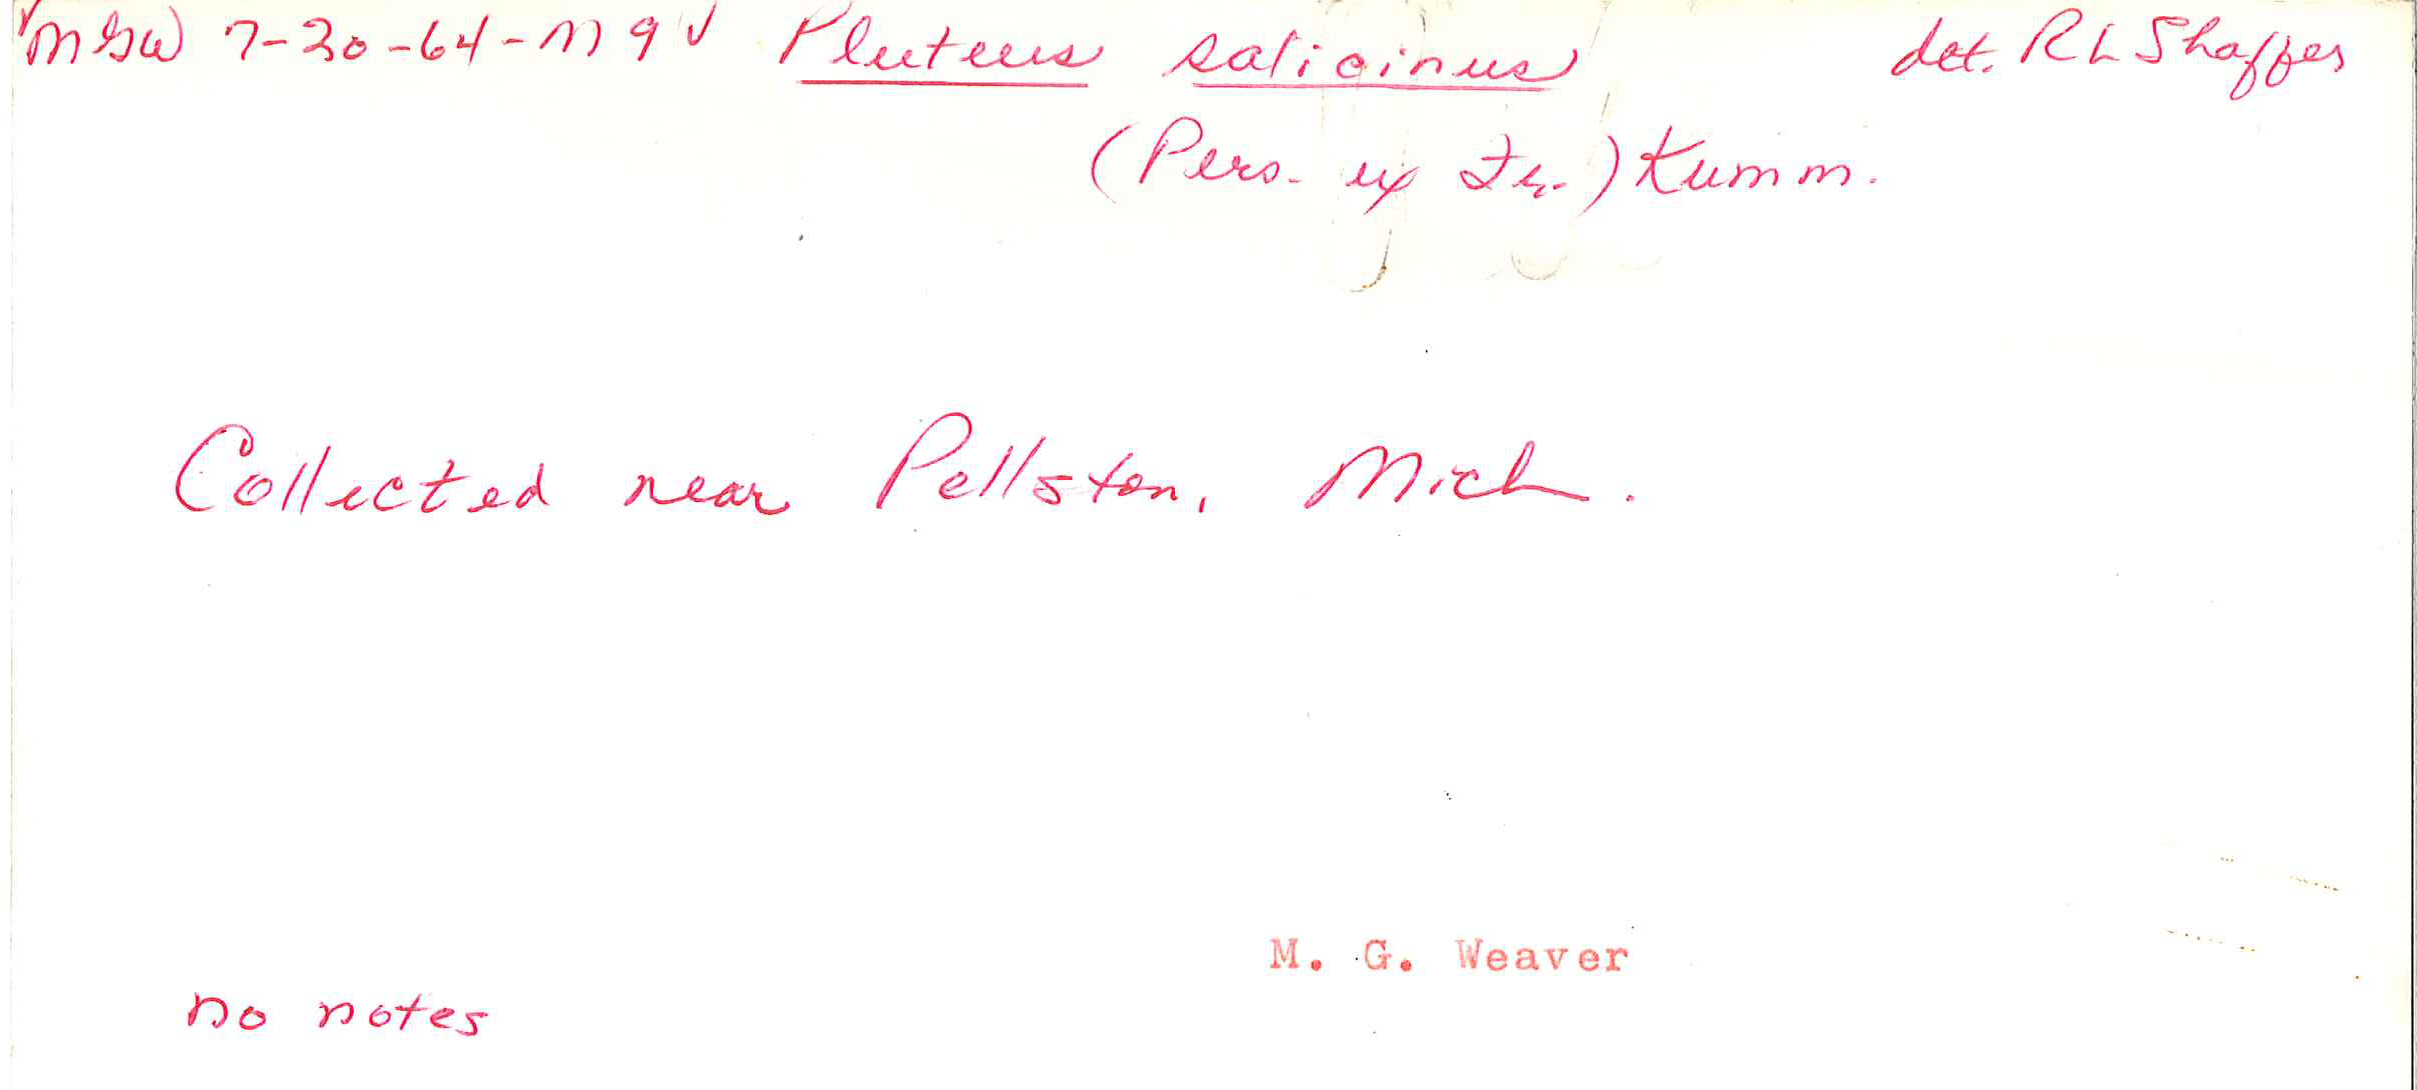 MGW 7-30-64-M9 ✓ Pluteus salicinus det. RL Shaffer
(Pers. ex Fr.) Kumm.
Collected near Pellston, Mich.
M. G. Weaver
no notes